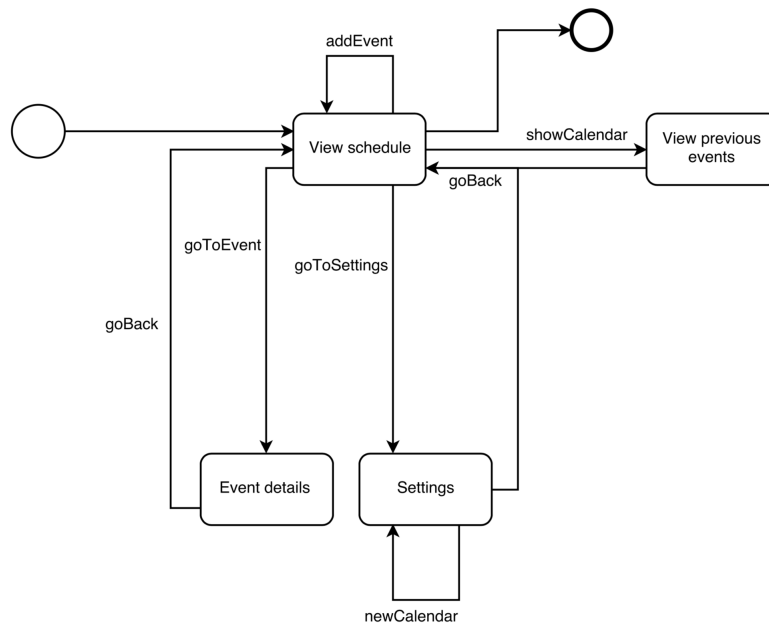 addEvent
View schedule
showCalendar
View previous
events
goBack
goToEvent
goToSettings
goBack
Event details
Settings
newCalendar